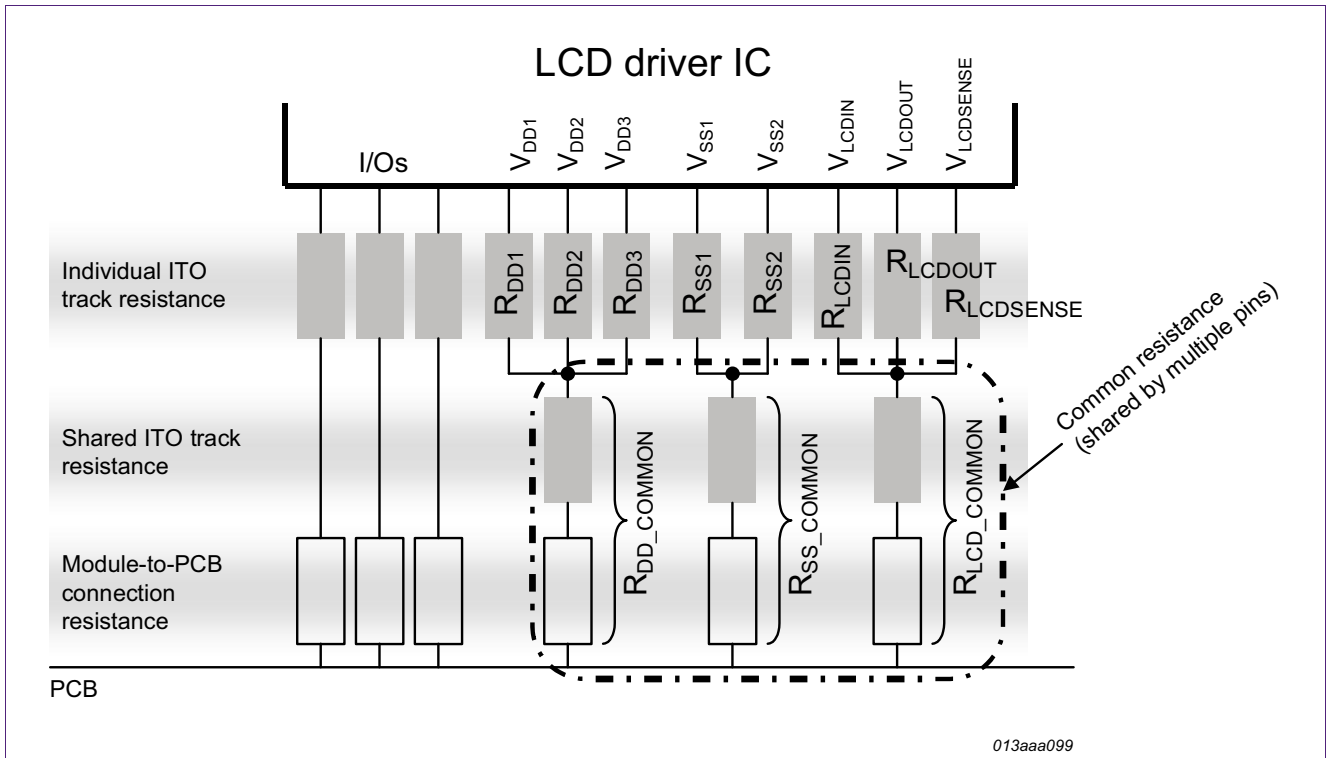 LCD driver IC
I/Os
VDD1
VDD2
VDD3
VSS1
VSS2
VLCDIN
VLCDOUT
VLCDSENSE
Individual ITO
track resistance
RDD1
RDD2
RDD3
RSS1
RSS2
RLCDIN
RLCDOUT
RLCDSENSE
Common resistance
(shared by multiple pins)
Shared ITO track
resistance
RDD_COMMON
RSS_COMMON
RLCD_COMMON
Module-to-PCB
connection
resistance
PCB
013aaa099